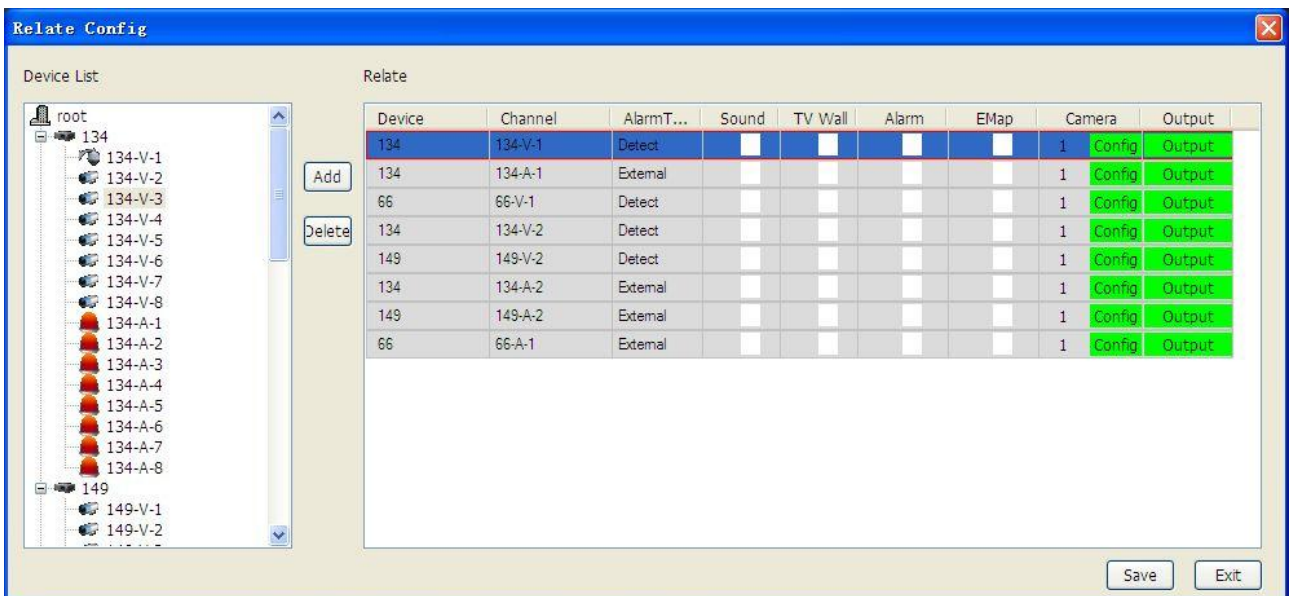 Relate Config
Device List
Relate
root
134
134-V-1
134-V-2
134-V-3
134-V-4
134-V-5
134-V-6
134-V-7
134-V-8
134-A-1
134-A-2
134-A-3
134-A-4
134-A-5
134-A-6
134-A-7
134-A-8
149
149-V-1
149-V-2
Add
Delete
Device Channel AlarmT... Sound TV Wall Alarm EMap Camera Output
134 134-V-1 Detect 1 Config Output
134 134-A-1 External 1 Config Output
66 66-V-1 Detect 1 Config Output
134 134-V-2 Detect 1 Config Output
149 149-V-2 Detect 1 Config Output
134 134-A-2 External 1 Config Output
149 149-A-2 External 1 Config Output
66 66-A-1 External 1 Config Output
Save Exit